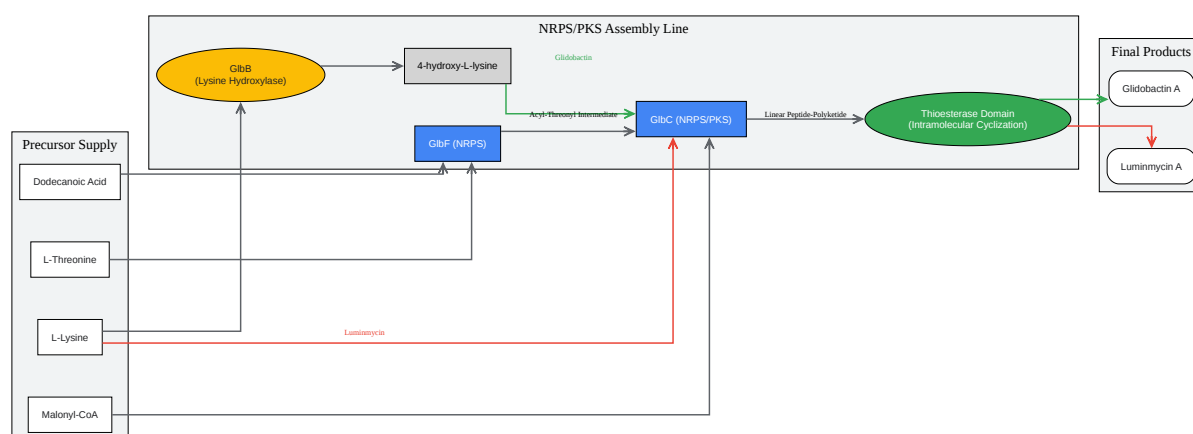 NRPS/PKS Assembly Line
Final Products
Precursor Supply
GlbB
(Lysine Hydroxylase)
4-hydroxy-L-lysine
Glidobactin
Glidobactin A
Acyl-Threonyl Intermediate
GlbC (NRPS/PKS)
Linear Peptide-Polyketide
Thioesterase Domain
(Intramolecular Cyclization)
GlbF (NRPS)
Luminmycin A
Dodecanoic Acid
L-Threonine
L-Lysine
Luminmycin
Malonyl-CoA